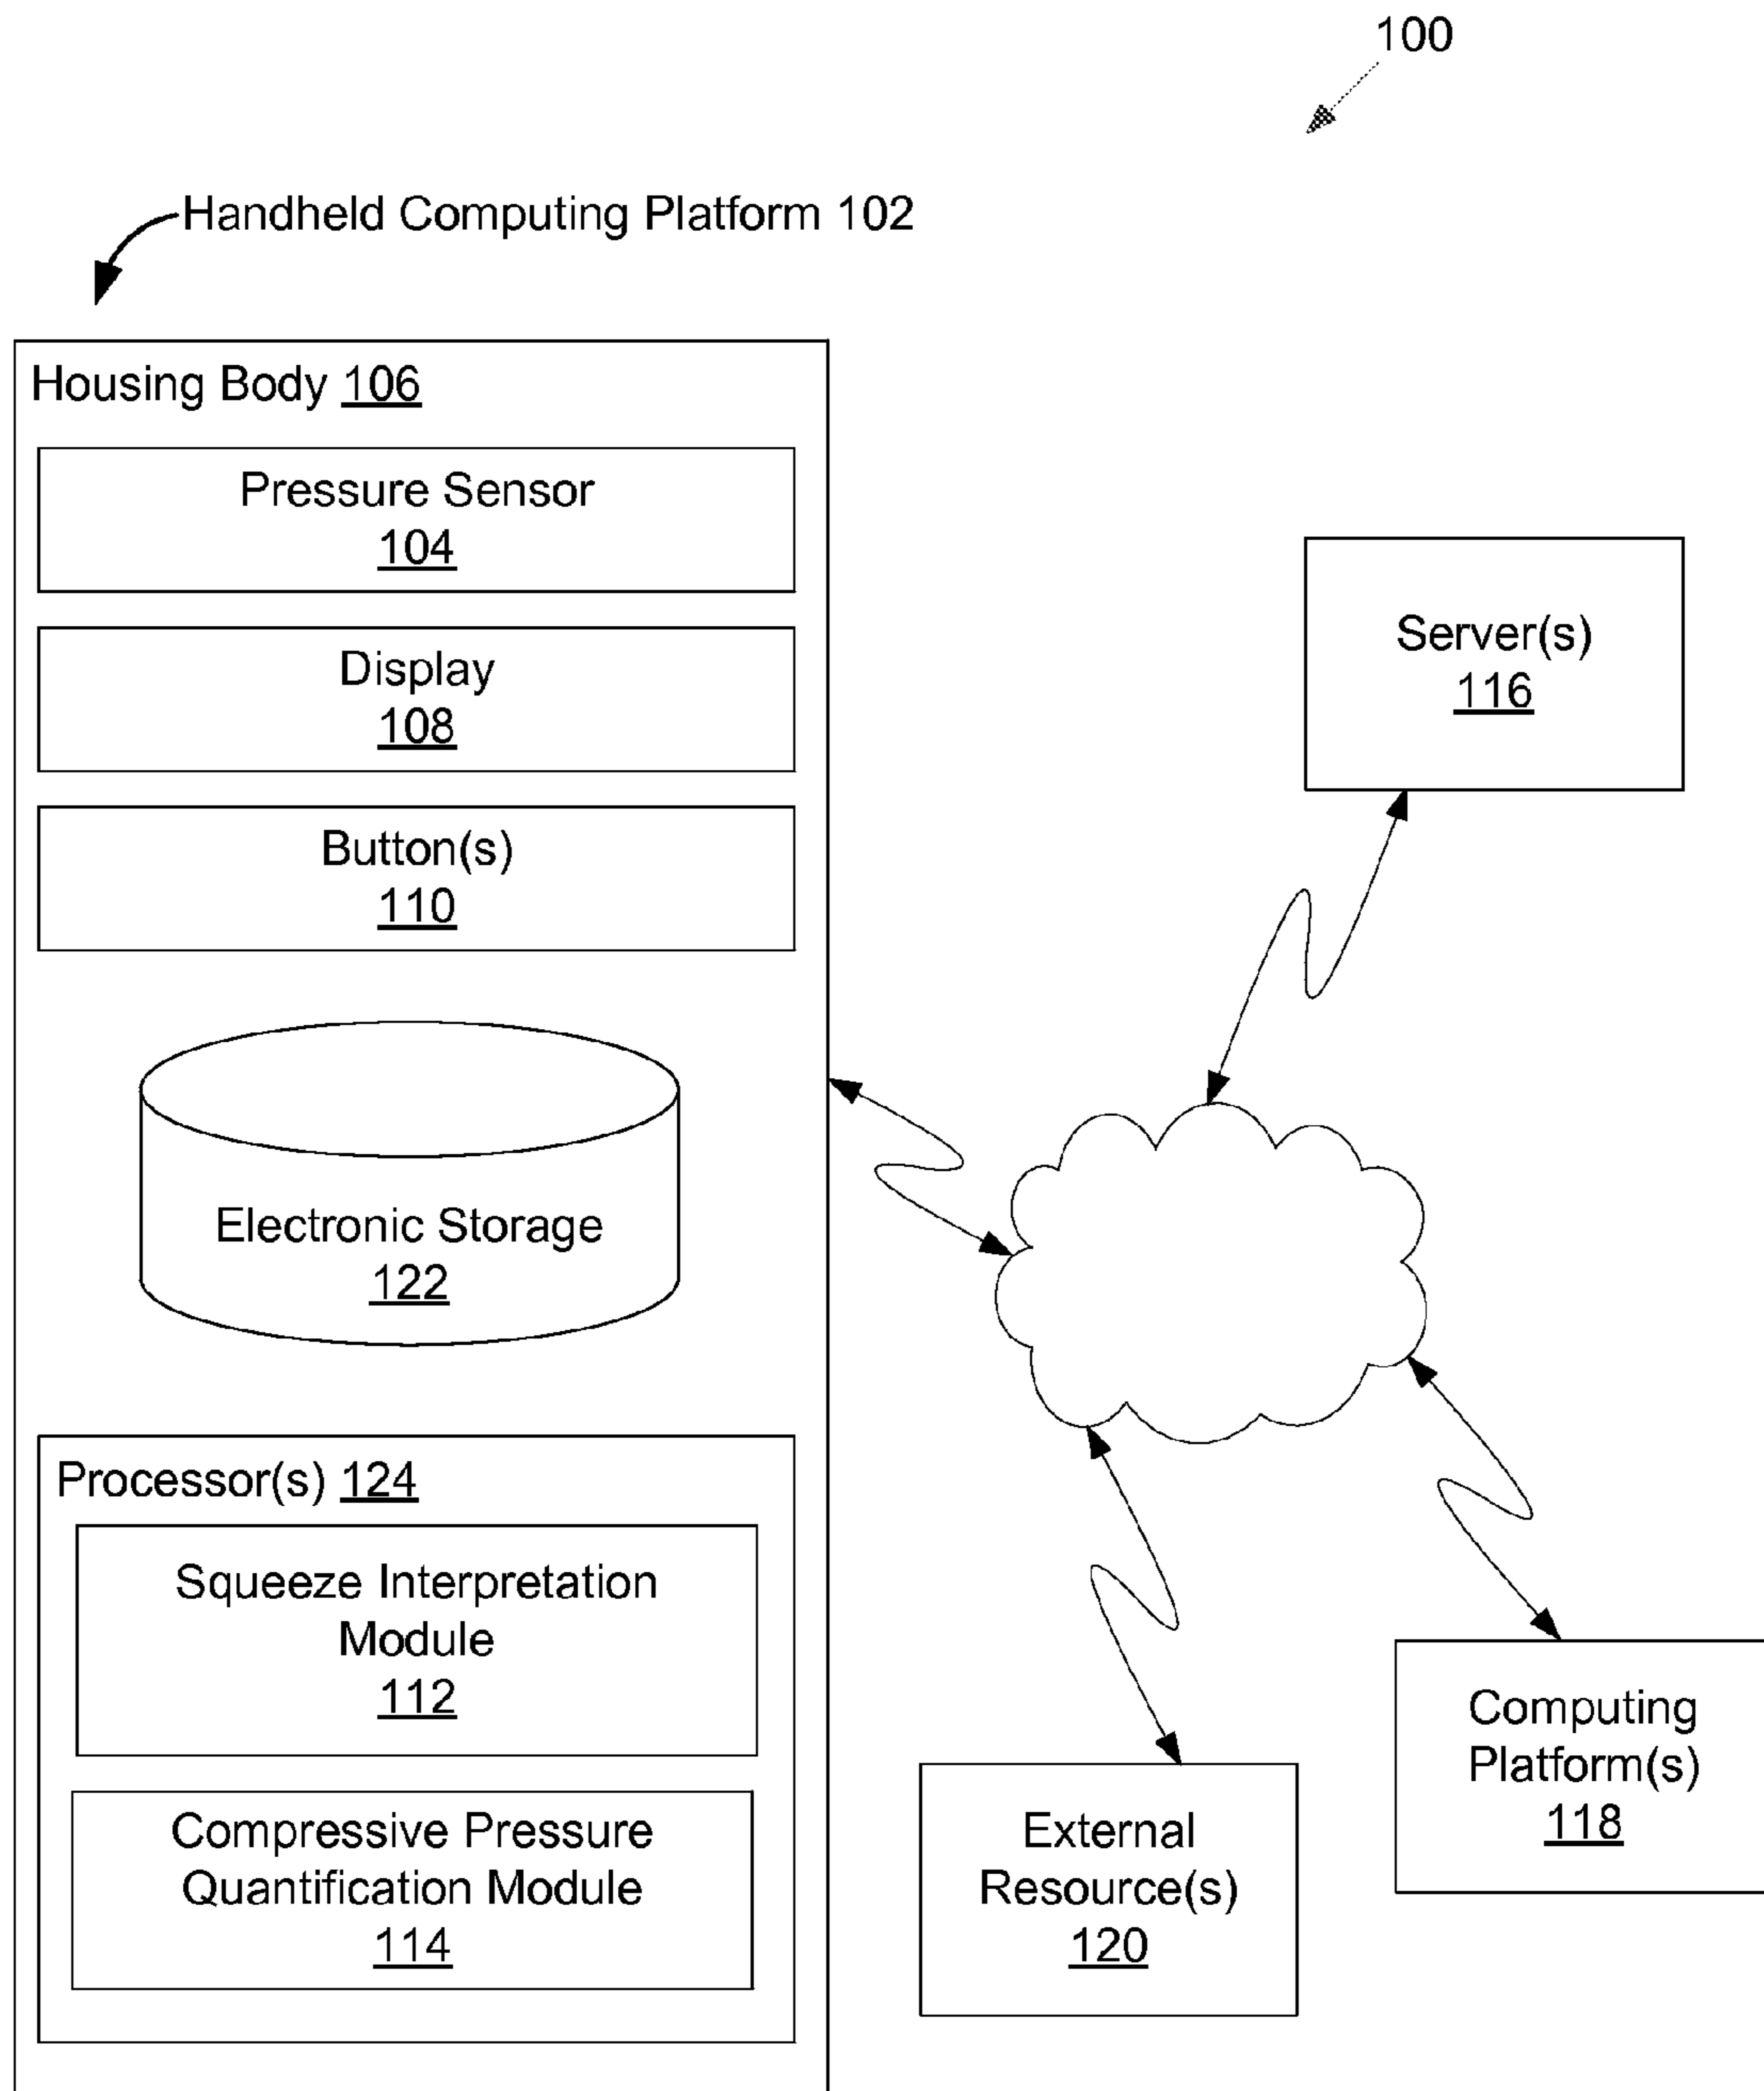 100
Handheld Computing Platform 102
Housing Body 106
Pressure Sensor
104
Display
108
Button(s)
110
Electronic Storage
122
Processor(s) 124
Squeeze Interpretation
Module
112
Compressive Pressure
Quantification Module
114
Server(s)
116
External
Resource(s)
120
Computing
Platform(s)
118